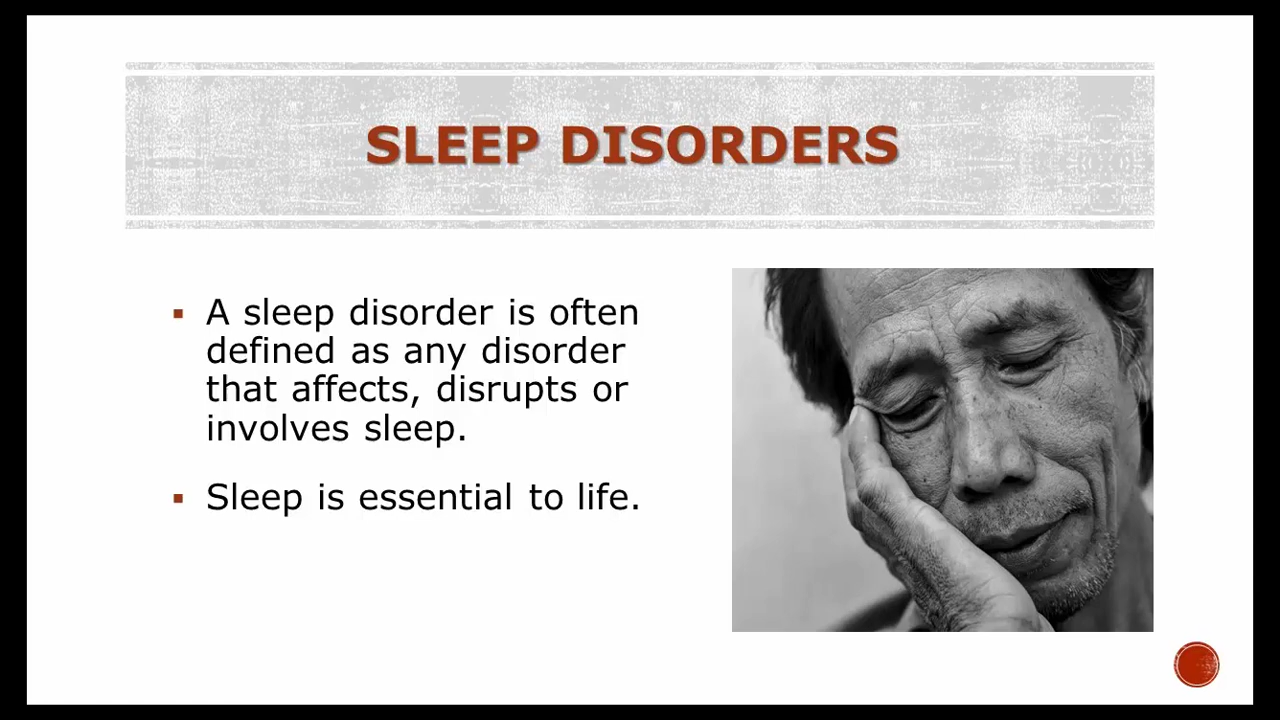 SLEEP DISORDERS
▪ A sleep disorder is often
defined as any disorder
that affects, disrupts or
involves sleep.
▪ Sleep is essential to life.